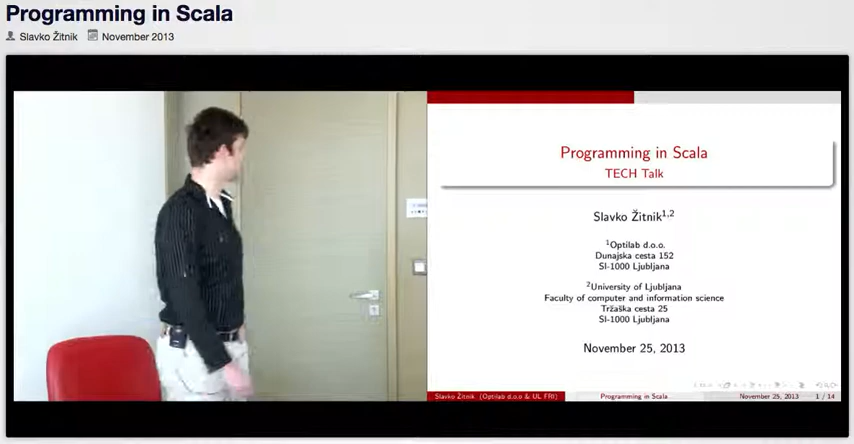 Programming in Scala
Slavko Žitnik November 2013
Programming in Scala
TECH Talk
Slavko Žitnik1,2
1Optilab d.o.o.
Dunajska cesta 152
SI-1000 Ljubljana
2University of Ljubljana
Faculty of computer and information science
Tržaška cesta 25
SI-1000 Ljubljana
November 25, 2013
Slavko Žitnik (Optilab d.o.o & UL FRI) Programming in Scala November 25, 2013 1 / 14